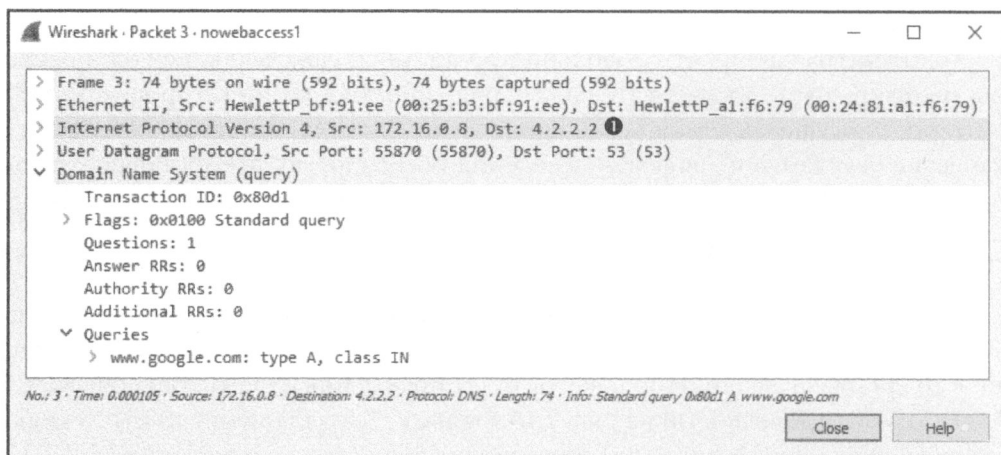 Wireshark · Packet 3 · nowebaccess1
> Frame 3: 74 bytes on wire (592 bits), 74 bytes captured (592 bits)
> Ethernet II, Src: HewlettP_bf:91:ee (00:25:b3:bf:91:ee), Dst: HewlettP_a1:f6:79 (00:24:81:a1:f6:79)
> Internet Protocol Version 4, Src: 172.16.0.8, Dst: 4.2.2.2 ❶
> User Datagram Protocol, Src Port: 55870 (55870), Dst Port: 53 (53)
Domain Name System (query)
Transaction ID: 0x80d1
> Flags: 0x0100 Standard query
Questions: 1
Answer RRs: 0
Authority RRs: 0
Additional RRs: 0
Queries
> www.google.com: type A, class IN
No.: 3 · Time: 0.000105 · Source: 172.16.0.8 · Destination: 4.2.2.2 · Protocol: DNS · Length: 74 · Info: Standard query 0x80d1 A www.google.com
Close Help